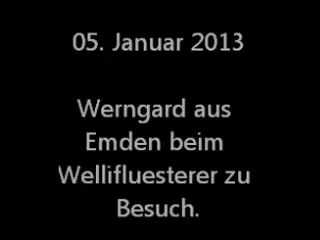 05. Januar 2013
Werngard aus
Emden beim
Wellifluesterer zu
Besuch.